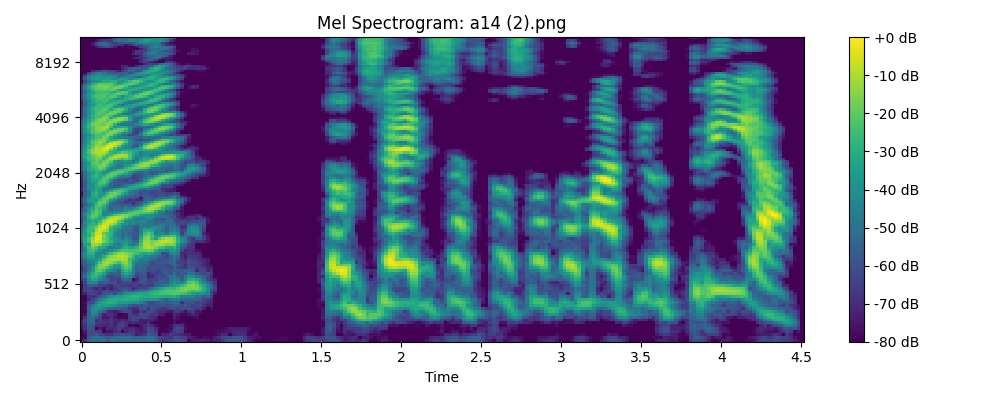 Mel Spectrogram: a14 (2).png
8192
4096
2048
1024
512
0
Hz
0 0.5 1 1.5 2 2.5 3 3.5 4 4.5
Time
+0 dB
-10 dB
-20 dB
-30 dB
-40 dB
-50 dB
-60 dB
-70 dB
-80 dB